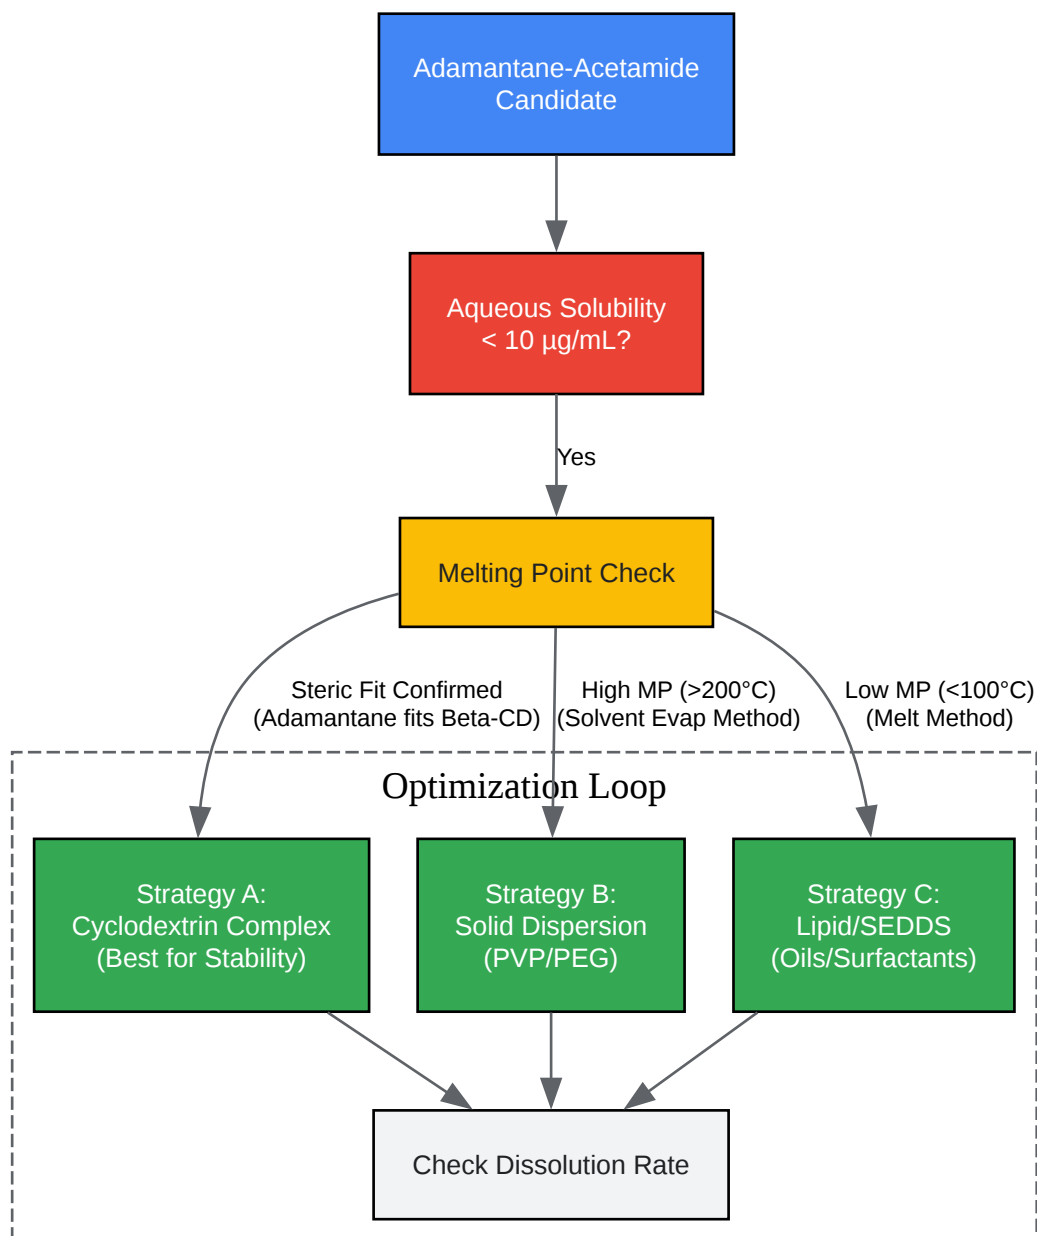 Adamantane-Acetamide
Candidate
Aqueous Solubility
< 10 µg/mL?
Yes
Melting Point Check
Steric Fit Confirmed
(Adamantane fits Beta-CD)
High MP (>200°C)
(Solvent Evap Method)
Low MP (<100°C)
(Melt Method)
Optimization Loop
Strategy A:
Cyclodextrin Complex
(Best for Stability)
Strategy B:
Solid Dispersion
(PVP/PEG)
Strategy C:
Lipid/SEDDS
(Oils/Surfactants)
Check Dissolution Rate